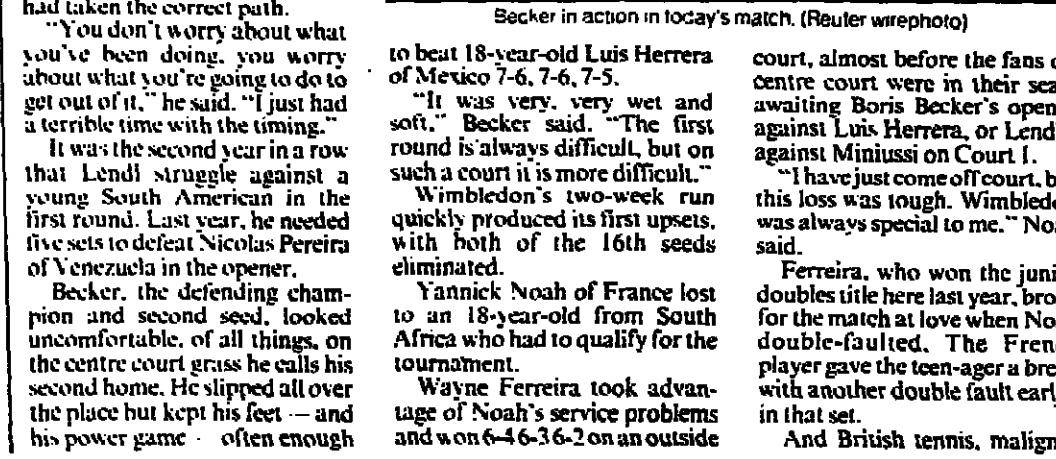 had taken the correct path.
"You don't worry about what
you've been doing, you worry
about what you're going to do to
get out of it," he said. "I just had
a terrible time with the timing."
It was the second year in a row
that Lendl struggle against a
young South American in the
first round. Last year, he needed
five sets to defeat Nicolas Pereira
of Venezuela in the opener.
Becker, the defending cham-
pion and second seed, looked
uncomfortable, of all things, on
the centre court grass he calls his
second home. He slipped all over
the place but kept his feet — and
his power game - often enough
Becker in action in today's match. (Reuter wirephoto)
to beat 18-year-old Luis Herrera
of Mexico 7-6, 7-6, 7-5.
"It was very, very wet and
soft," Becker said. "The first
round is always difficult, but on
such a court it is more difficult."
Wimbledon's two-week run
quickly produced its first upsets,
with both of the 16th seeds
eliminated.
Yannick Noah of France lost
to an 18-year-old from South
Africa who had to qualify for the
tournament.
Wayne Ferreira took advan-
tage of Noah's service problems
and won 6-4 6-3 6-2 on an outside
court, almost before the fans
centre court were in their sea
awaiting Boris Becker's open
against Luis Herrera, or Lend
against Miniussi on Court 1.
"I have just come off court, b
this loss was tough. Wimbled
was always special to me." No
said.
Ferreira, who won the juni
doubles title here last year, bro
for the match at love when No
double-faulted. The Fren
player gave the teen-ager a bre
with another double fault earl
in that set.
And British tennis, malign